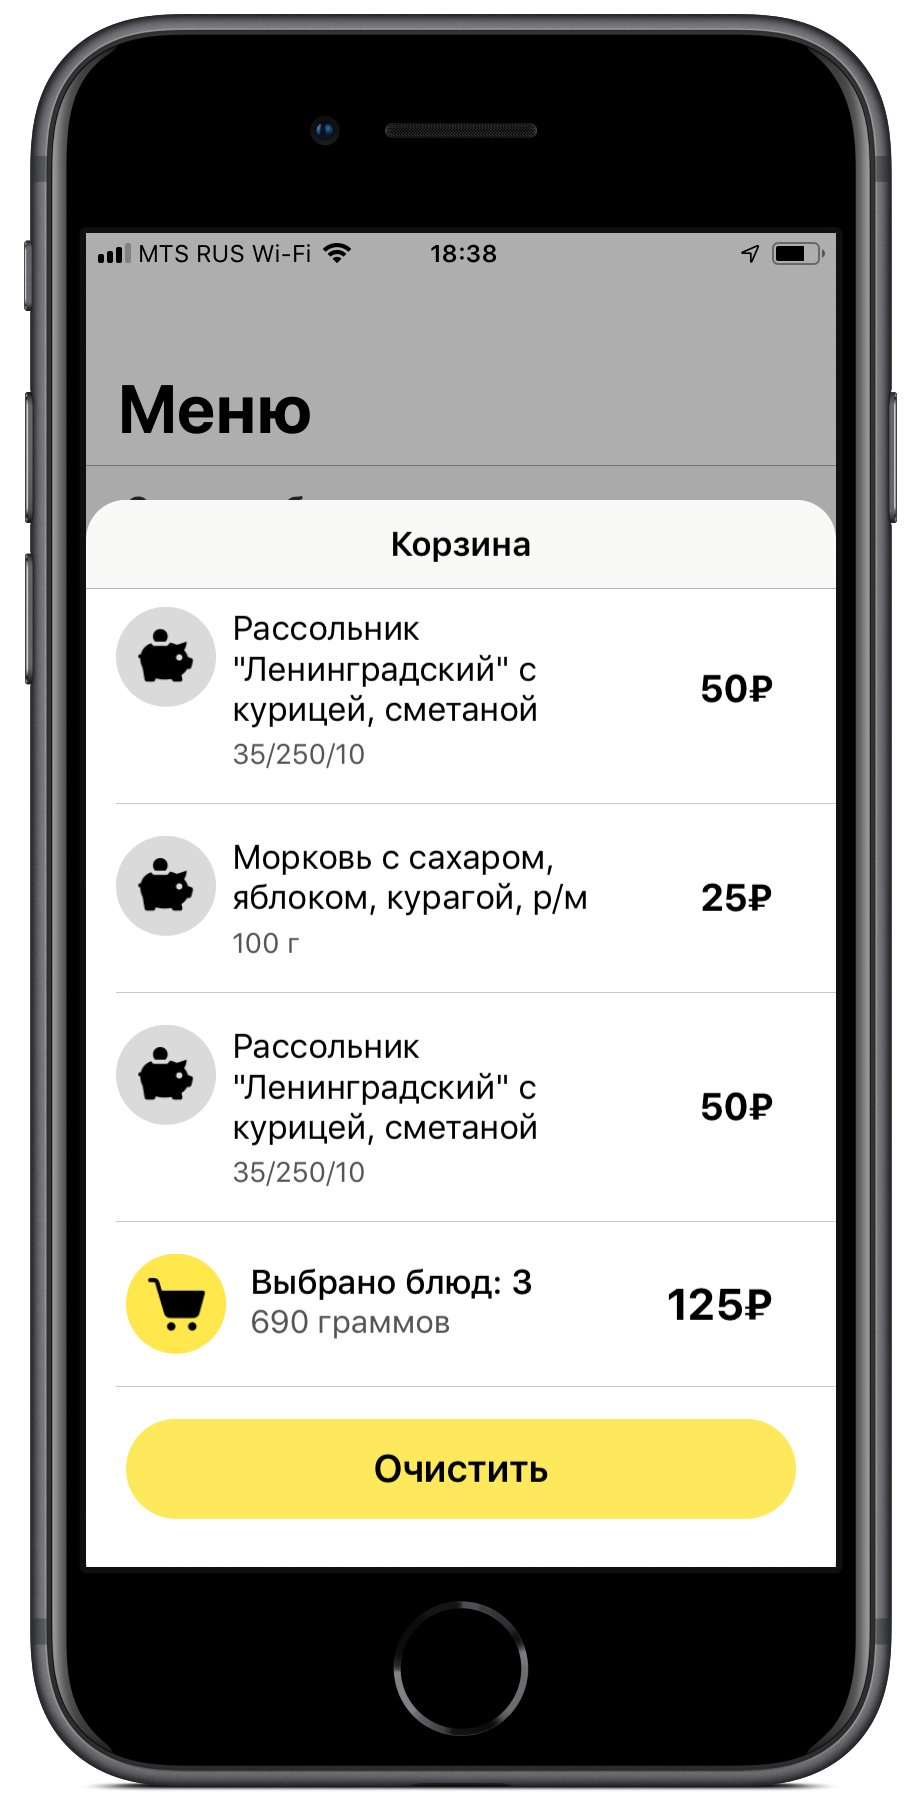 MTS RUS Wi-Fi 18:38
Меню
Корзина
Рассольник
"Ленинградский" с
курицей, сметаной
50₽
35/250/10
Морковь с сахаром,
яблоком, курагой, р/м
25₽
100 г
Рассольник
"Ленинградский" с
курицей, сметаной
50₽
35/250/10
Выбрано блюд: 3
690 граммов
125₽
Очистить